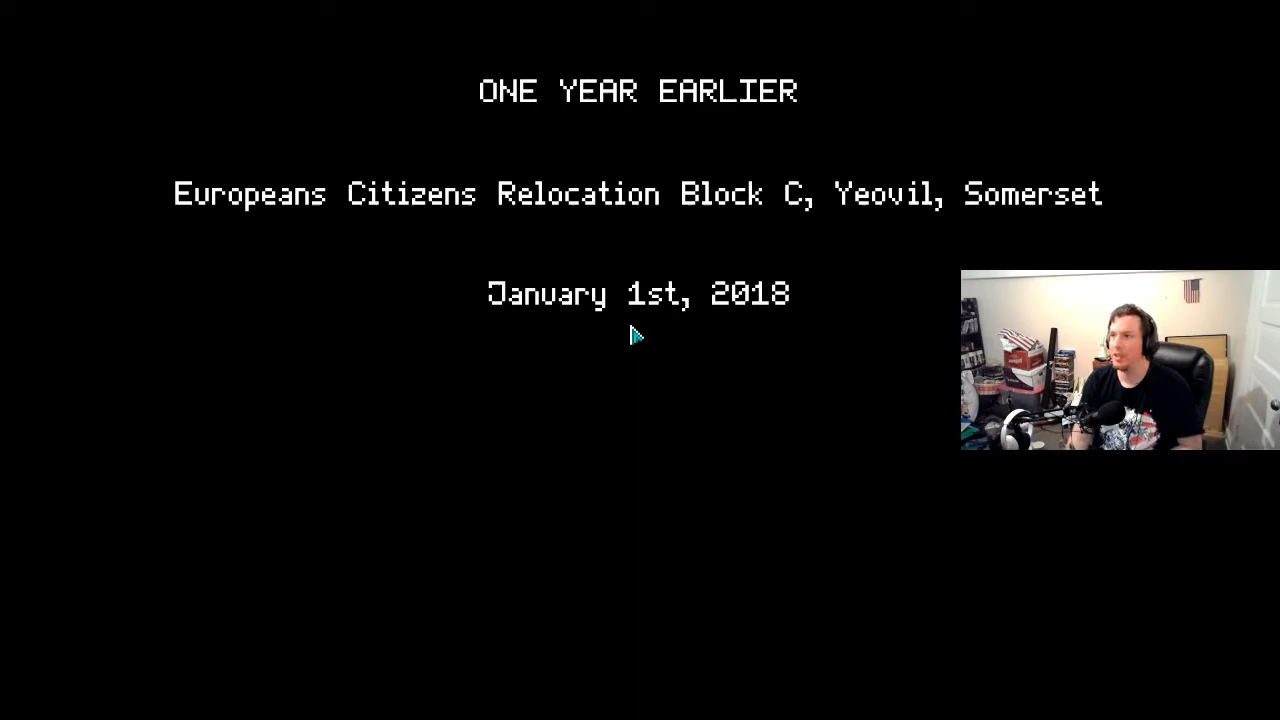 ONE YEAR EARLIER
Europeans Citizens Relocation Block C, Yeovil, Somerset
January 1st, 2018